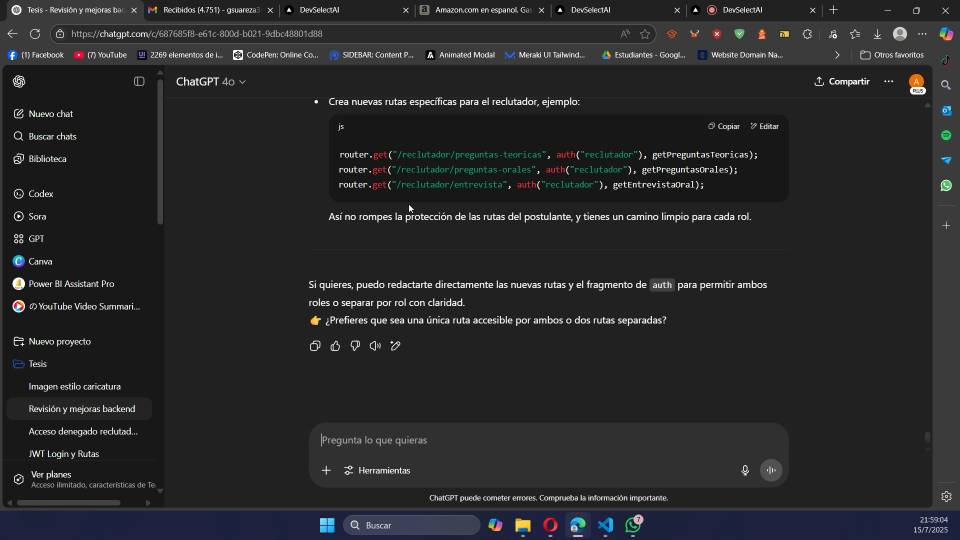 Tesis - Revisión y mejoras bac
Recibidos (4.751) - gsuareza3
DevSelectAI
Amazon.com en espanol. Gas
DevSelectAI
DevSelectAI
https://chatgpt.com/c/687685f8-e61c-800d-b021-9dbc48801d88
(1) Facebook
(7) YouTube
2269 elementos de i...
CodePen: Online Co...
SIDEBAR: Content P...
Animated Modal
Meraki UI Tailwind...
Estudiantes - Googl...
Website Domain Na...
Otros favoritos
ChatGPT 4o
Compartir
PLUS
Nuevo chat
Buscar chats
Biblioteca
Codex
Sora
GPT
Canva
Power BI Assistant Pro
の YouTube Video Summari...
Nuevo proyecto
Tesis
Imagen estilo caricatura
Revisión y mejoras backend
Acceso denegado reclutad...
JWT Login y Rutas
Ver planes
Acceso ilimitado, características de Te
• Crea nuevas rutas específicas para el reclutador, ejemplo:
js
Copiar
Editar
router.get("/reclutador/preguntas-teoricas", auth("reclutador"), getPreguntasTeoricas);
router.get("/reclutador/preguntas-orales", auth("reclutador"), getPreguntasOrales);
router.get("/reclutador/entrevista", auth("reclutador"), getEntrevistaOral);
Así no rompes la protección de las rutas del postulante, y tienes un camino limpio para cada rol.
Si quieres, puedo redactarte directamente las nuevas rutas y el fragmento de auth para permitir ambos
roles o separar por rol con claridad.
👉 ¿Prefieres que sea una única ruta accesible por ambos o dos rutas separadas?
Pregunta lo que quieras
Herramientas
ChatGPT puede cometer errores. Comprueba la información importante.
Buscar
7
21:59:04
15/7/2025